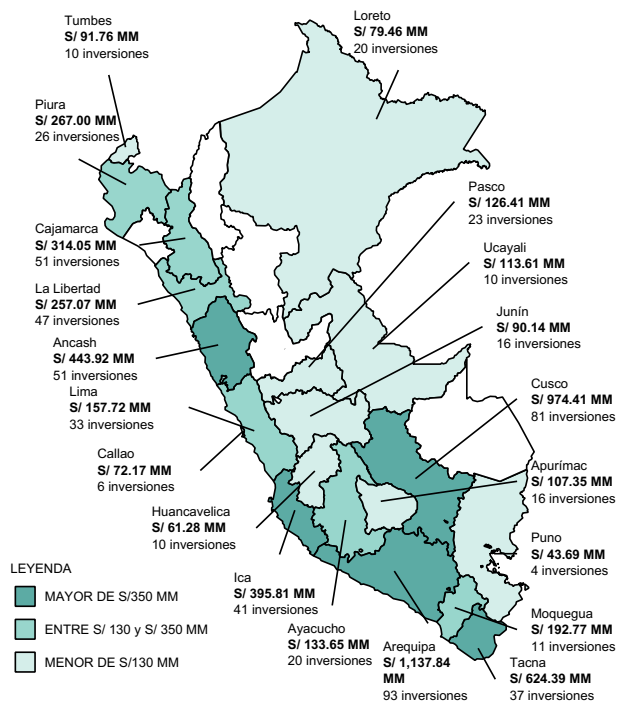 Tumbes
S/ 91.76 MM
10 inversiones
Loreto
S/ 79.46 MM
20 inversiones
Piura
S/ 267.00 MM
26 inversiones
Pasco
S/ 126.41 MM
23 inversiones
Cajamarca
S/ 314.05 MM
51 inversiones
Ucayali
S/ 113.61 MM
10 inversiones
La Libertad
S/ 257.07 MM
47 inversiones
Junín
S/ 90.14 MM
16 inversiones
Ancash
S/ 443.92 MM
51 inversiones
Cusco
S/ 974.41 MM
81 inversiones
Lima
S/ 157.72 MM
33 inversiones
Callao
S/ 72.17 MM
6 inversiones
Apurímac
S/ 107.35 MM
16 inversiones
Huancavelica
S/ 61.28 MM
10 inversiones
Puno
S/ 43.69 MM
4 inversiones
LEYENDA
MAYOR DE S/350 MM
ENTRE S/ 130 y S/ 350 MM
MENOR DE S/130 MM
Ica
S/ 395.81 MM
41 inversiones
Ayacucho
S/ 133.65 MM
20 inversiones
Arequipa
S/ 1,137.84
MM
93 inversiones
Moquegua
S/ 192.77 MM
11 inversiones
Tacna
S/ 624.39 MM
37 inversiones